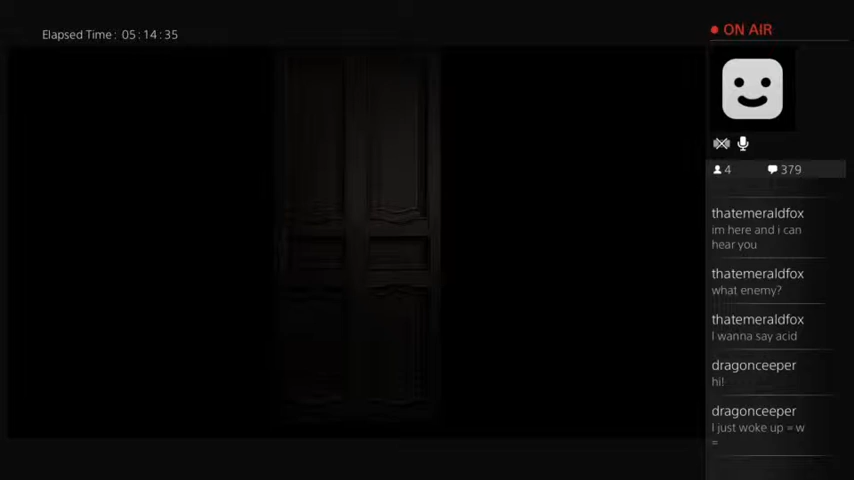 Elapsed Time: 05:14:35
ON AIR
4 379
thatemeraldfox
im here and i can
hear you
thatemeraldfox
what enemy?
thatemeraldfox
I wanna say acid
dragonceeper
hi!
dragonceeper
I just woke up = w
=